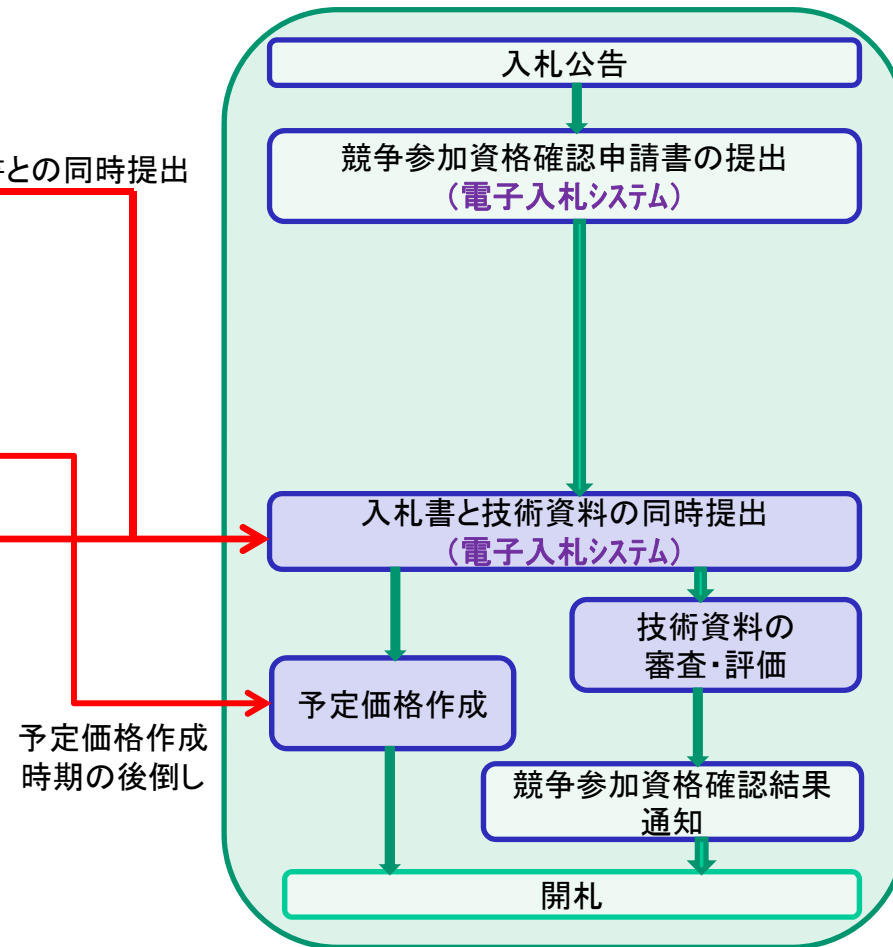 入札公告
競争参加資格確認申請書の提出
（電子入札システム）
との同時提出
入札書と技術資料の同時提出
（電子入札システム）
技術資料の
審査・評価
予定価格作成
予定価格作成
時期の後倒し
競争参加資格確認結果
通知
開札